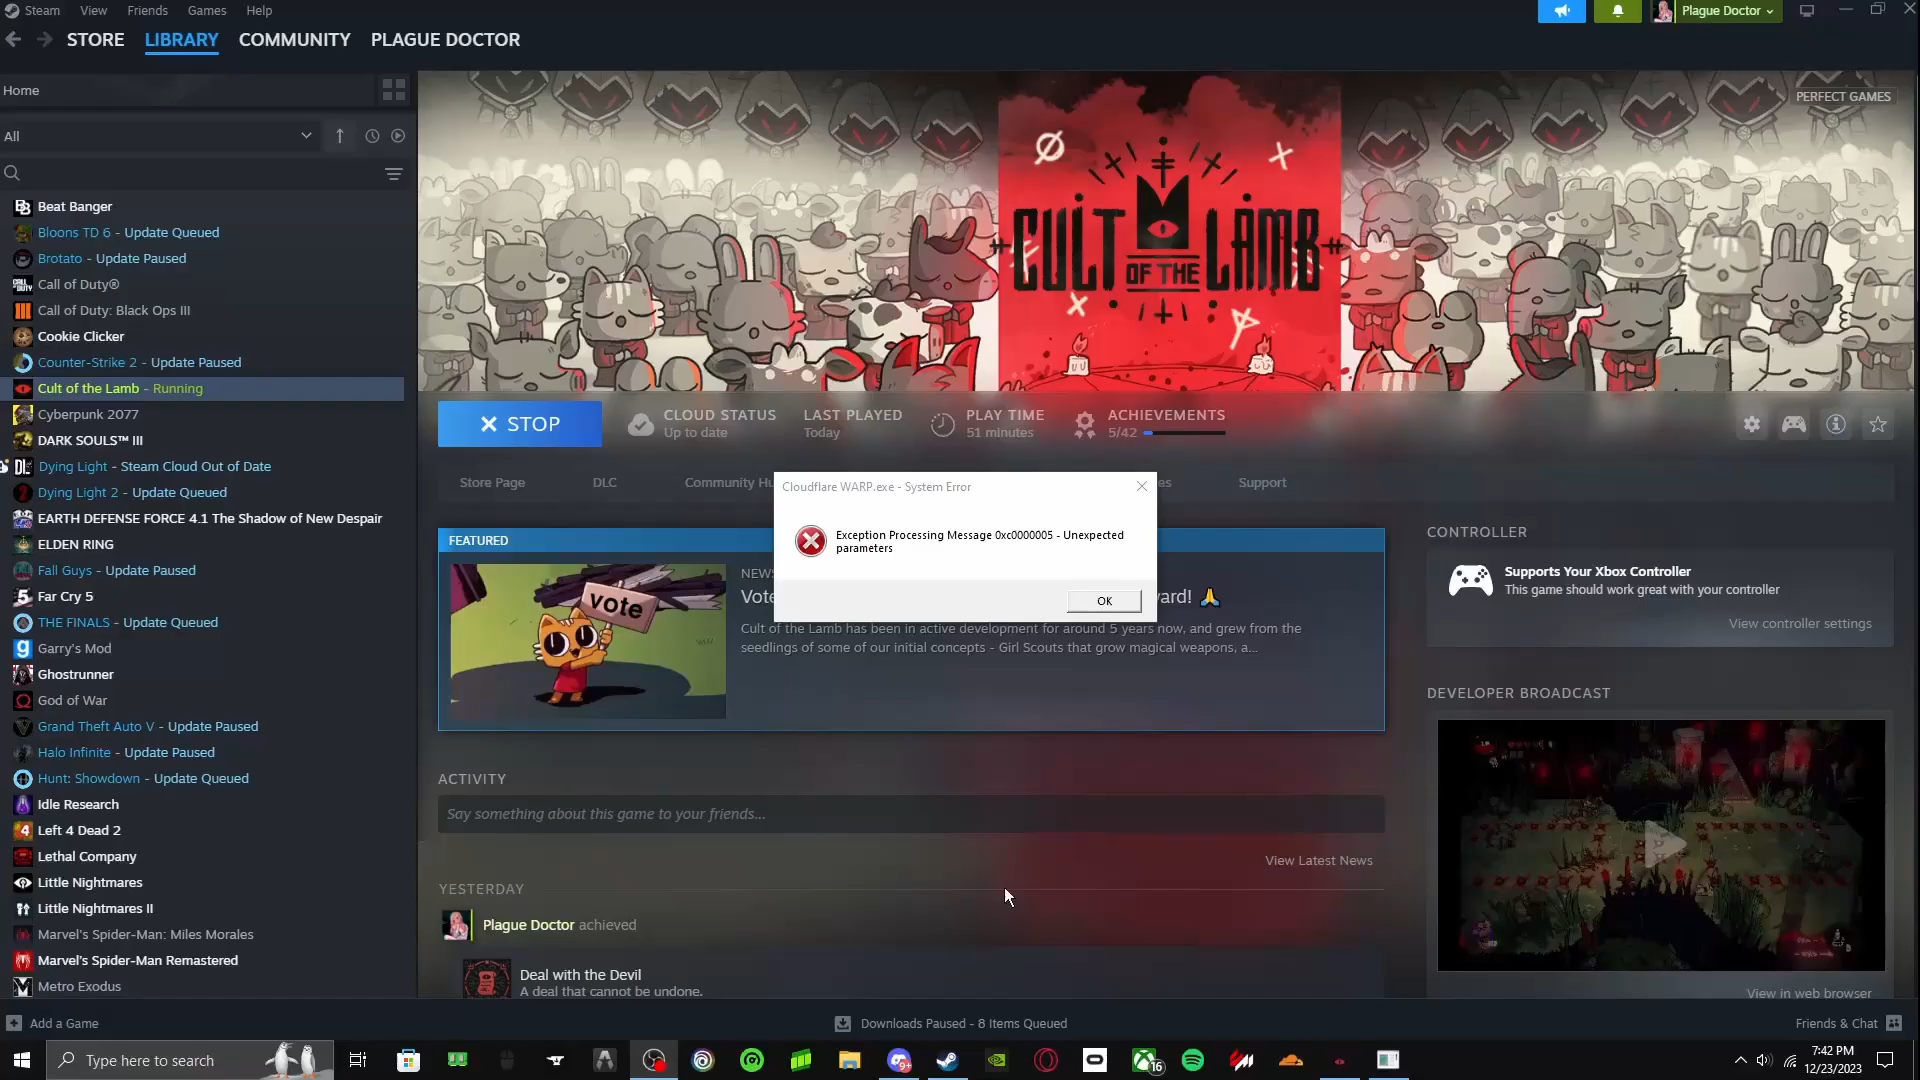 Steam View Friends Games Help
Plague Doctor
STORE LIBRARY COMMUNITY PLAGUE DOCTOR
Home
PERFECT GAMES
All
Beat Banger
Bloons TD 6 - Update Queued
Brotato - Update Paused
Call of Duty®
Call of Duty: Black Ops III
Cookie Clicker
Counter-Strike 2 - Update Paused
Cult of the Lamb - Running
Cyberpunk 2077
DARK SOULS™ III
Dying Light - Steam Cloud Out of Date
Dying Light 2 - Update Queued
EARTH DEFENSE FORCE 4.1 The Shadow of New Despair
ELDEN RING
Fall Guys - Update Paused
Far Cry 5
THE FINALS - Update Queued
Garry's Mod
Ghostrunner
God of War
Grand Theft Auto V - Update Paused
Halo Infinite - Update Paused
Hunt: Showdown - Update Queued
Idle Research
Left 4 Dead 2
Lethal Company
Little Nightmares
Little Nightmares II
Marvel's Spider-Man: Miles Morales
Marvel's Spider-Man Remastered
Metro Exodus
CULT
OF THE
LAMB
STOP
CLOUD STATUS
Up to date
LAST PLAYED
Today
PLAY TIME
51 minutes
ACHIEVEMENTS
5/42
Store Page DLC Community Hu es Support
Cloudflare WARP.exe - System Error
Exception Processing Message 0xc0000005 - Unexpected
parameters
OK
FEATURED
vote
NEWS
Vote ard! 🙏
Cult of the Lamb has been in active development for around 5 years now, and grew from the
seedlings of some of our initial concepts - Girl Scouts that grow magical weapons, a...
ACTIVITY
Say something about this game to your friends...
View Latest News
YESTERDAY
Plague Doctor achieved
Deal with the Devil
A deal that cannot be undone.
CONTROLLER
Supports Your Xbox Controller
This game should work great with your controller
View controller settings
DEVELOPER BROADCAST
View in web browser
Add a Game
Downloads Paused - 8 Items Queued
Friends & Chat
Type here to search
9+
16
7:42 PM
12/23/2023